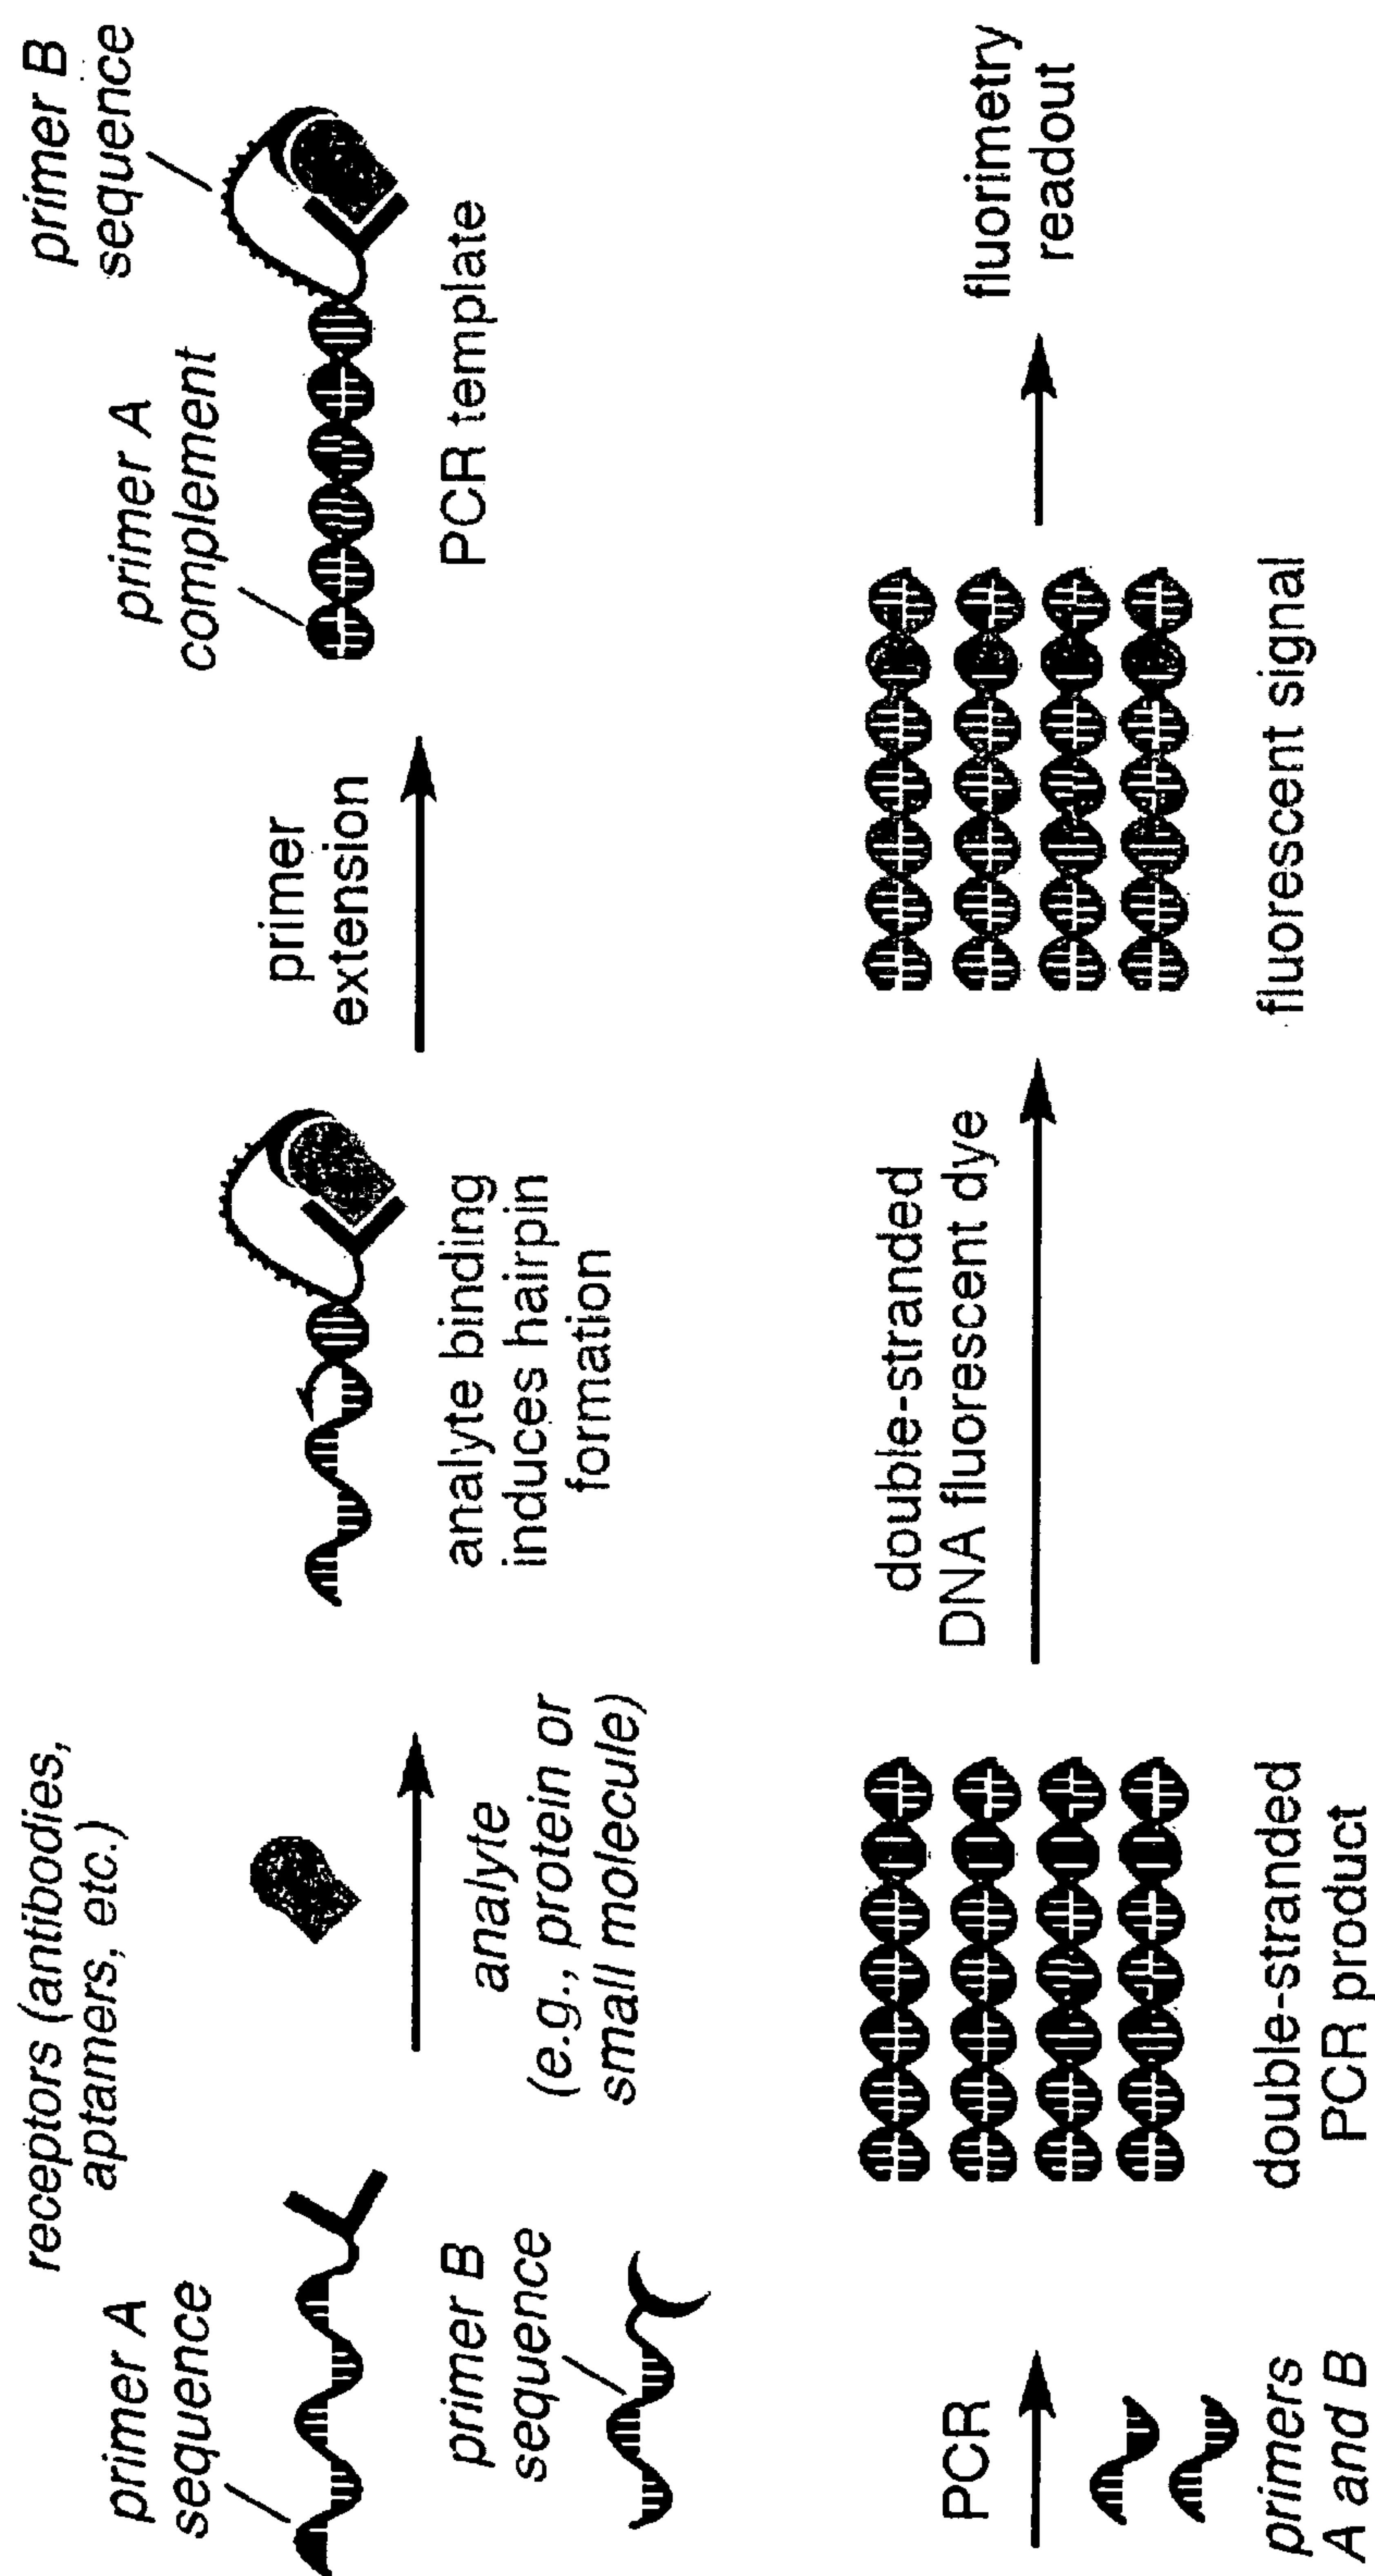 receptors (antibodies,
aptamers, etc.)
primer A
sequence
primer B
sequence
analyte
(e.g., protein or
small molecule)
analyte binding
induces hairpin
formation
primer
extension
primer A
complement
primer B
sequence
PCR template
PCR
primers
A and B
double-stranded
PCR product
double-stranded
DNA fluorescent dye
fluorescent signal
fluorimetry
readout